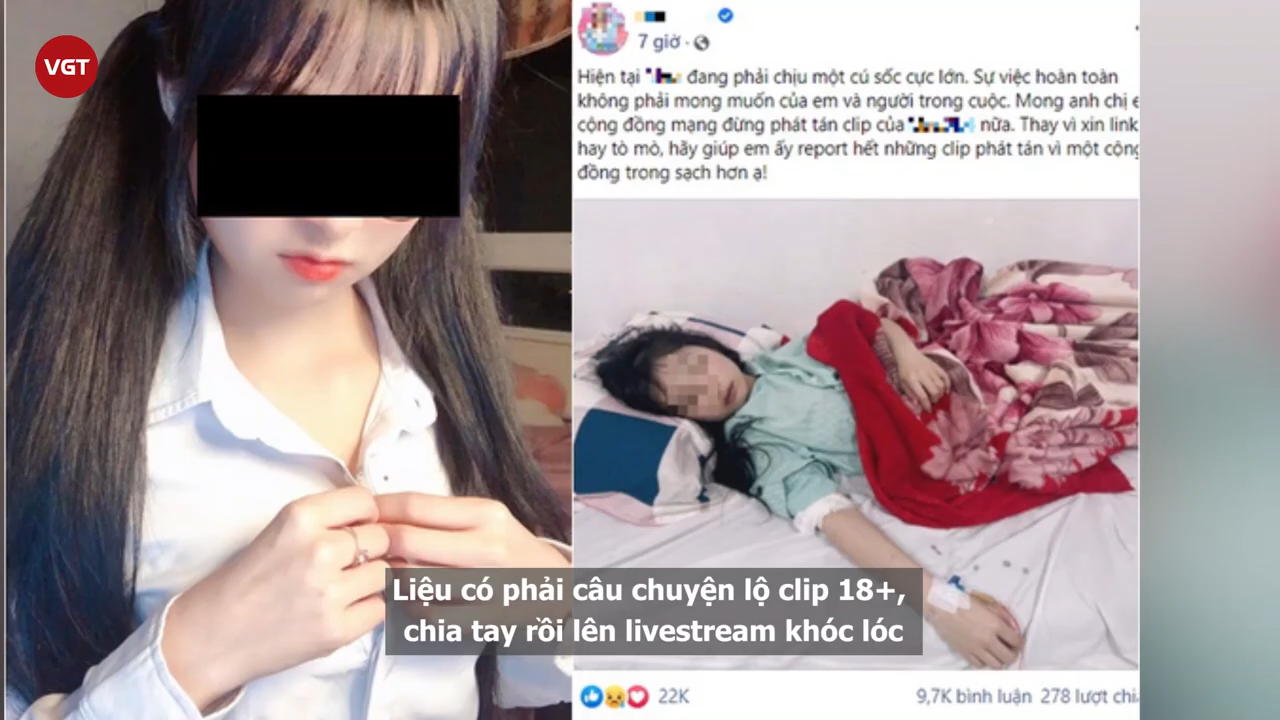 VGT
7 giờ ·
Hiện tại đang phải chịu một cú sốc cực lớn. Sự việc hoàn toàn
không phải mong muốn của em và người trong cuộc. Mong anh chị e
cộng đồng mạng đừng phát tán clip của nữa. Thay vì xin link
hay tò mò, hãy giúp em ấy report hết những clip phát tán vì một cộng
đồng trong sạch hơn ạ!
Liệu có phải câu chuyện lộ clip 18+,
chia tay rồi lên livestream khóc lóc
22K
9,7K bình luận 278 lượt chi